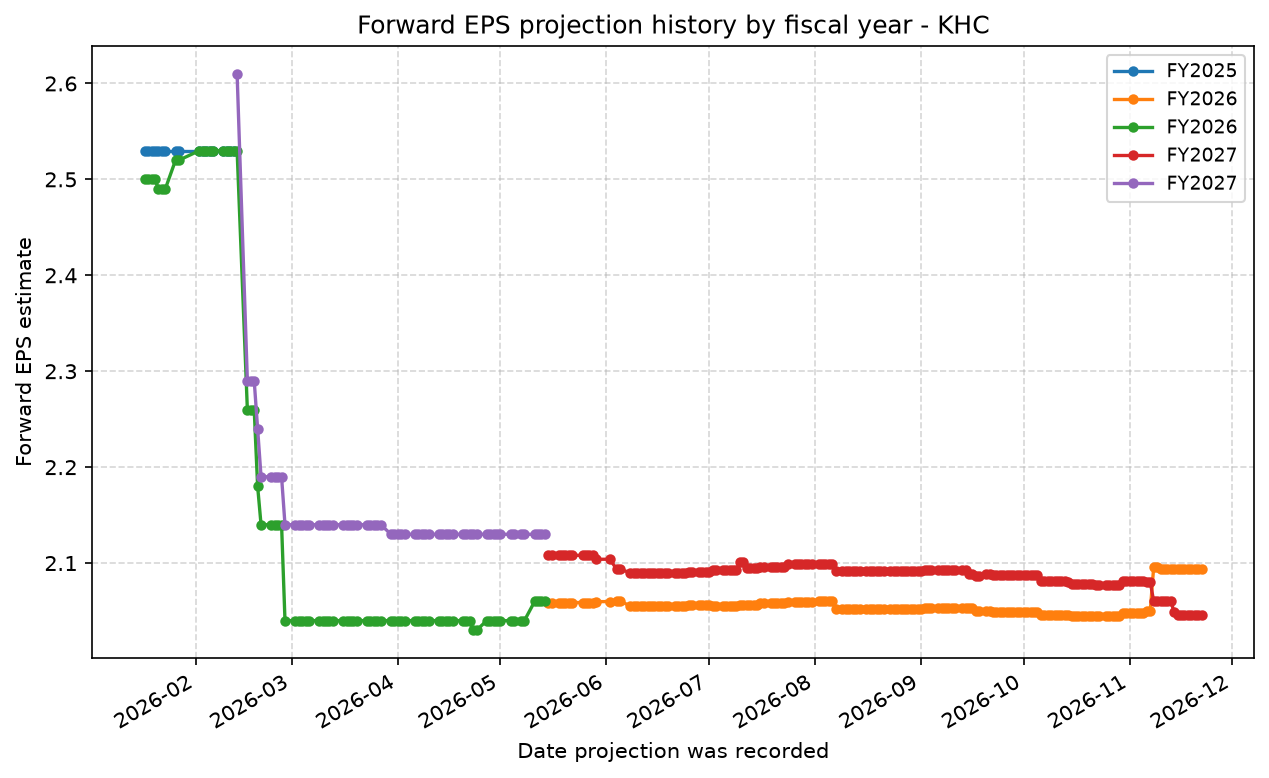 Forward EPS projection history by fiscal year - KHC
FY2025
FY2026
FY2026
FY2027
FY2027
Forward EPS estimate
2.6
2.5
2.4
2.3
2.2
2.1
2026-02
2026-03
2026-04
2026-05
2026-06
2026-07
2026-08
2026-09
2026-10
2026-11
2026-12
Date projection was recorded